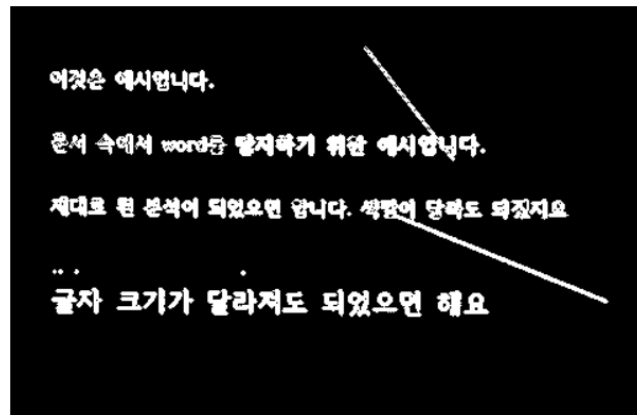 이것은 예시입니다.
문서 속에서 word를 탐지하기 위한 예시입니다.
제대로 된 분석이 되었으면 합니다. 달라도 되겠지요
글자 크기가 달라져도 되었으면 해요